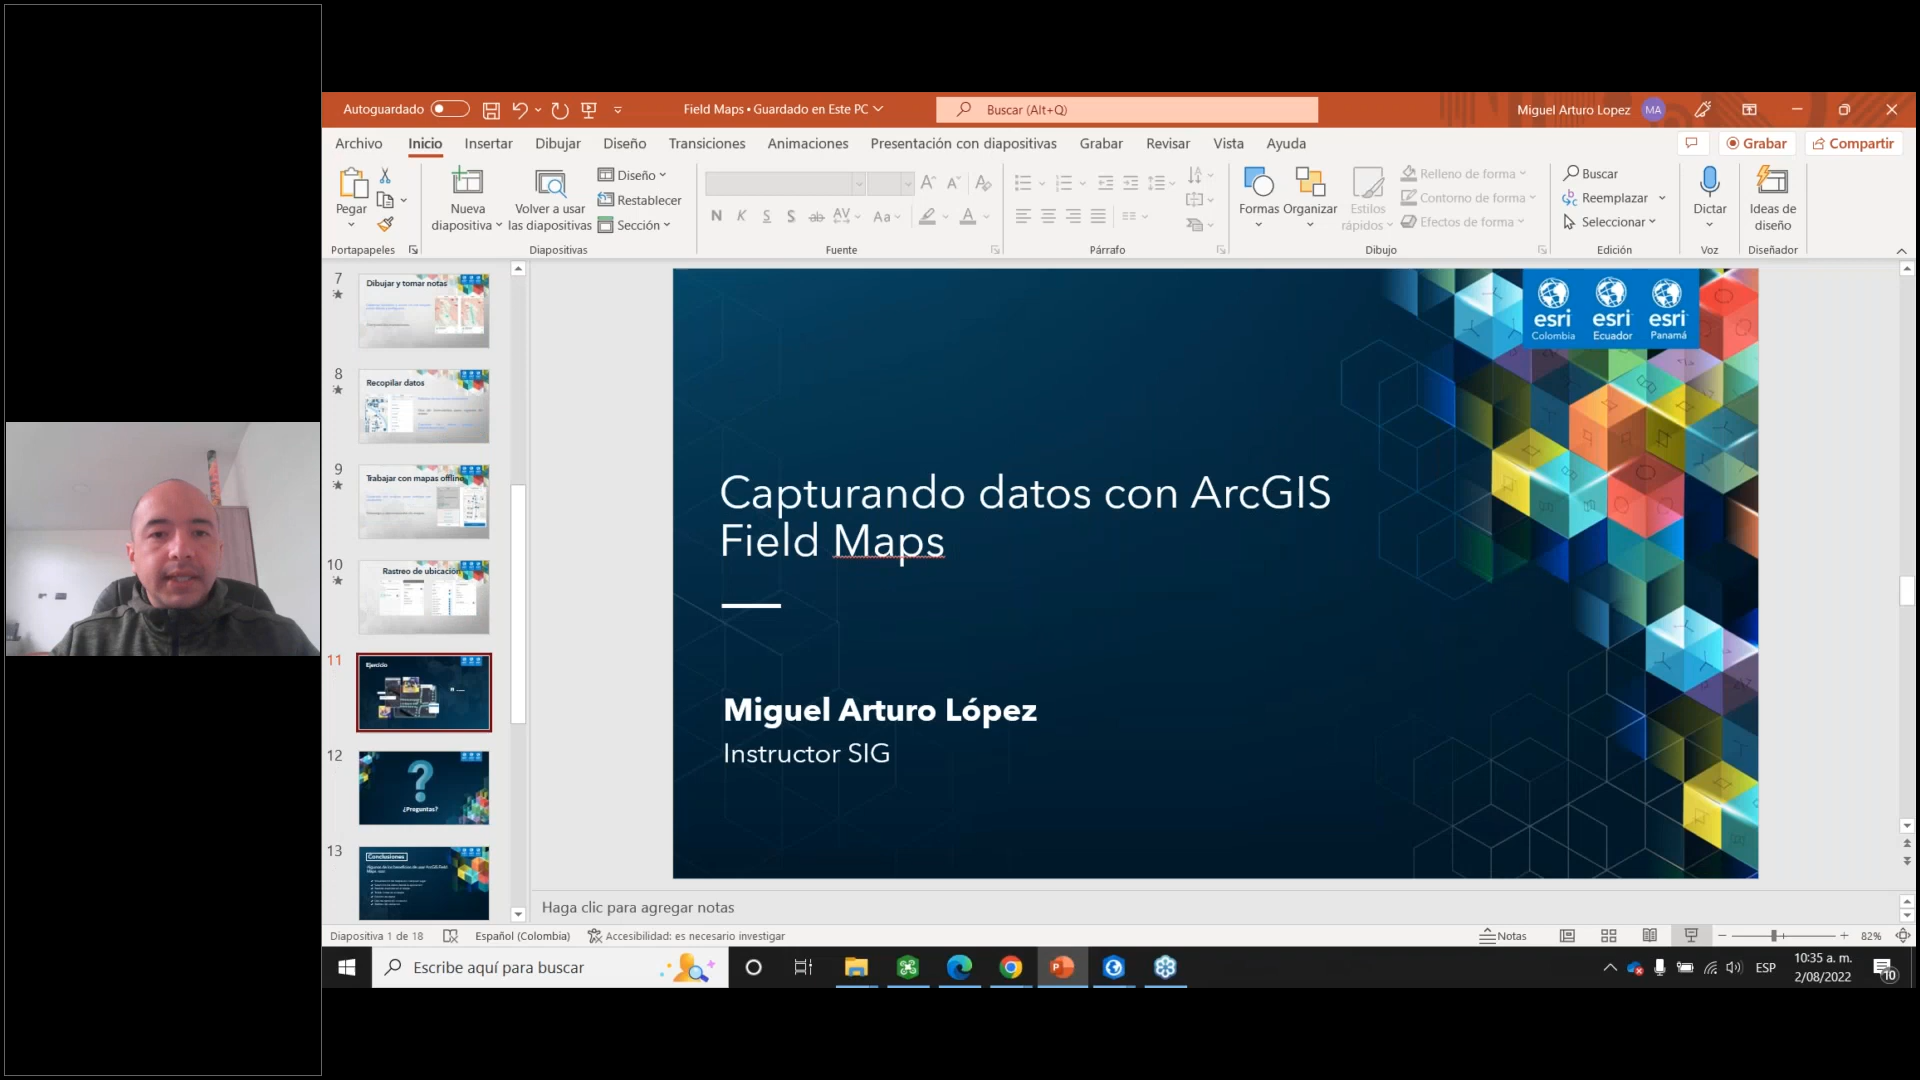 Autoguardado
Field Maps • Guardado en Este PC
Buscar (Alt+Q)
Miguel Arturo Lopez
MA
Archivo Inicio Insertar Dibujar Diseño Transiciones Animaciones Presentación con diapositivas Grabar Revisar Vista Ayuda
Grabar
Compartir
Pegar
Nueva diapositiva
Volver a usar las diapositivas
Diseño
Restablecer
Sección
Formas
Organizar
Estilos rápidos
Relleno de forma
Contorno de forma
Efectos de forma
Buscar
Reemplazar
Seleccionar
Dictar
Ideas de diseño
Portapapeles
Diapositivas
Fuente
Párrafo
Dibujo
Edición
Voz
Diseñador
7
Dibujar y tomar notas
8
Recopilar datos
9
Trabajar con mapas offline
10
Rastreo de ubicación
11
Ejercicio
12
¿Preguntas?
13
Conclusiones
esri Colombia
esri Ecuador
esri Panamá
Capturando datos con ArcGIS
Field Maps
Miguel Arturo López
Instructor SIG
Haga clic para agregar notas
Diapositiva 1 de 18
Español (Colombia)
Accesibilidad: es necesario investigar
Notas
82%
Escribe aquí para buscar
ESP
10:35 a. m.
2/08/2022
10